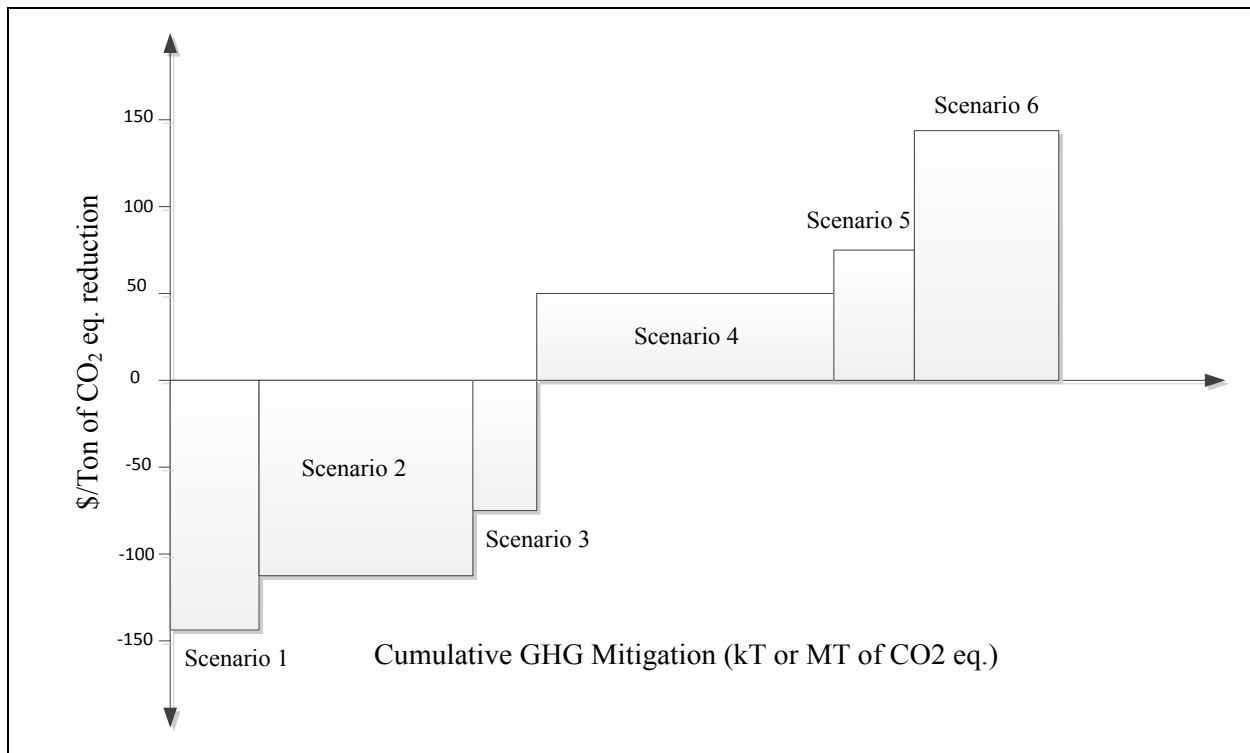 150
Scenario 6
100
Scenario 5
50
Scenario 4
0
-50
Scenario 2
Scenario 3
-100
-150
Scenario 1
$/Ton of CO₂ eq. reduction
Cumulative GHG Mitigation (kT or MT of CO2 eq.)